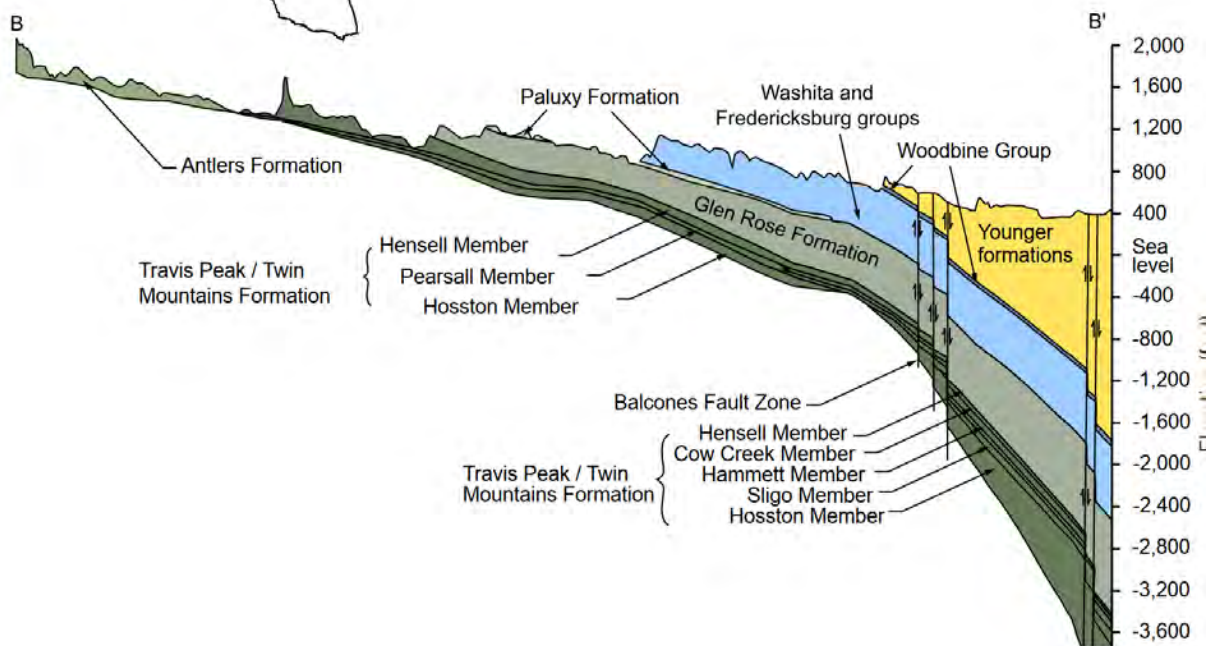 B
B'
2,000
1,600
1,200
800
400
Sea
level
-400
-800
-1,200
-1,600
-2,000
-2,400
-2,800
-3,200
-3,600
Paluxy Formation
Washita and
Fredericksburg groups
Woodbine Group
Antlers Formation
Glen Rose Formation
Younger
formations
Travis Peak / Twin
Mountains Formation
Hensell Member
Pearsall Member
Hosston Member
Balcones Fault Zone
Travis Peak / Twin
Mountains Formation
Hensell Member
Cow Creek Member
Hammett Member
Sligo Member
Hosston Member